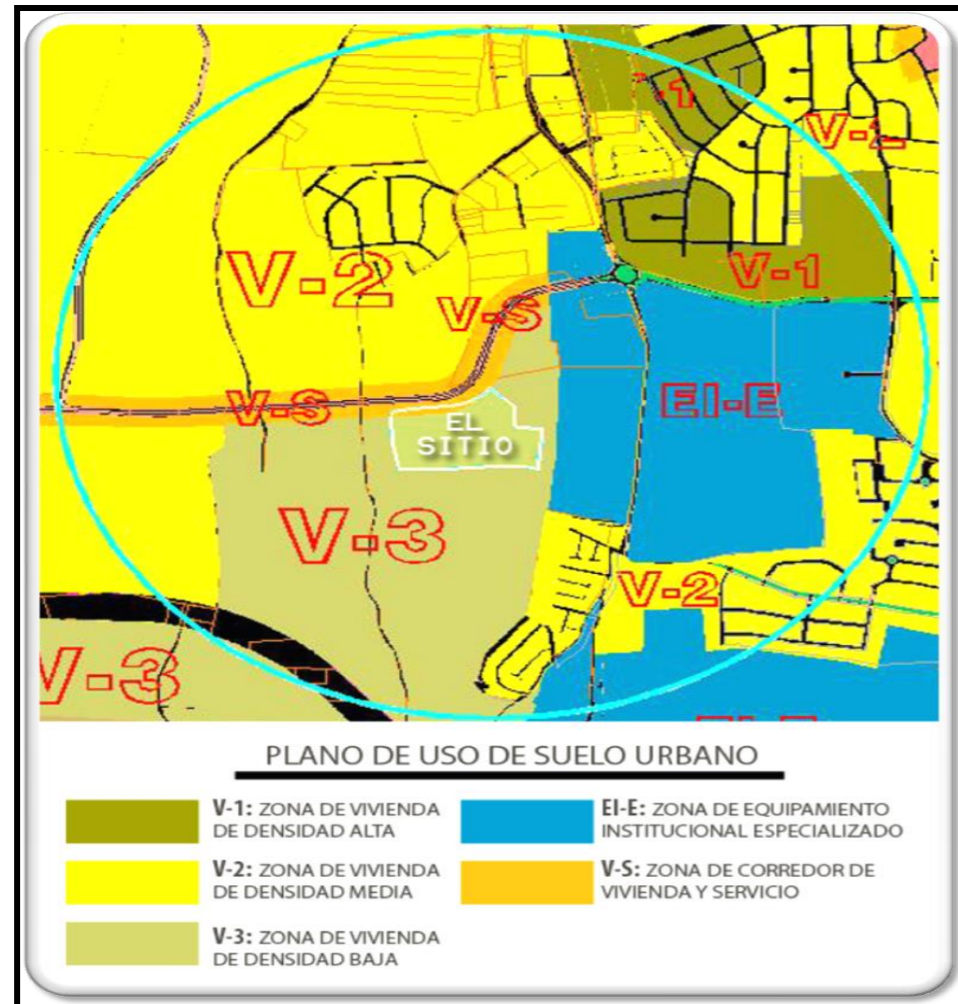 V-1
V-2
V-2
V-1
V-S
V-S
EI-E
EL
SITIO
V-3
V-2
V-3
PLANO DE USO DE SUELO URBANO
V-1: ZONA DE VIVIENDA
DE DENSIDAD ALTA
V-2: ZONA DE VIVIENDA
DE DENSIDAD MEDIA
V-3: ZONA DE VIVIENDA
DE DENSIDAD BAJA
EI-E: ZONA DE EQUIPAMIENTO
INSTITUCIONAL ESPECIALIZADO
V-S: ZONA DE CORREDOR DE
VIVIENDA Y SERVICIO